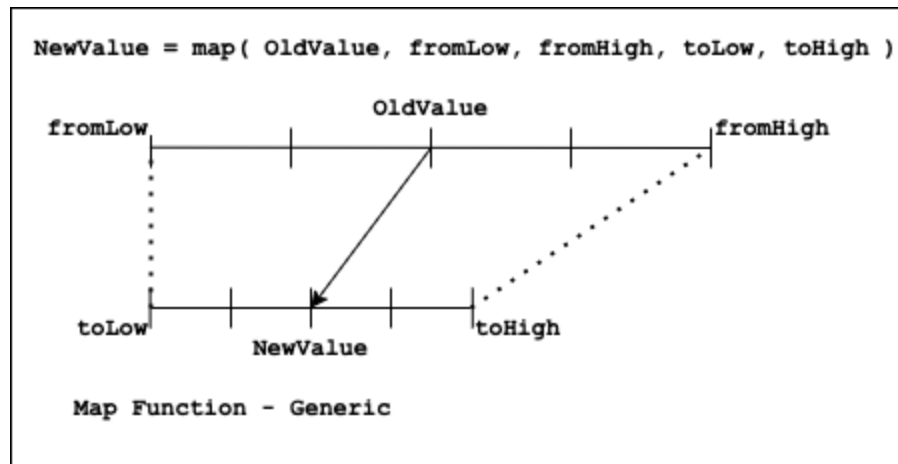 NewValue = map( OldValue, fromLow, fromHigh, toLow, toHigh )
OldValue
fromLow
fromHigh
toLow
toHigh
NewValue
Map Function - Generic